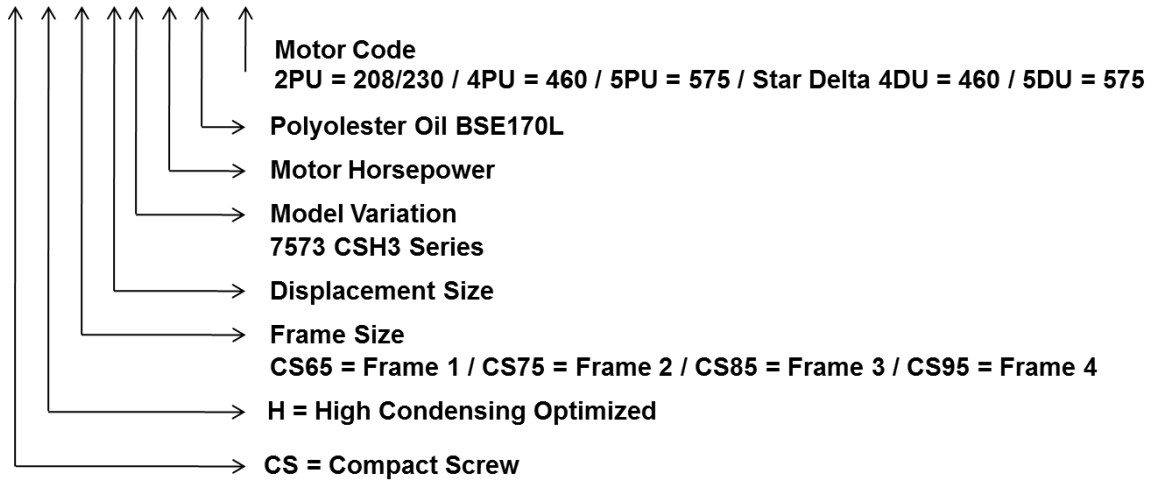 Motor Code
2PU = 208/230 / 4PU = 460 / 5PU = 575 / Star Delta 4DU = 460 / 5DU = 575
Polyolester Oil BSE170L
Motor Horsepower
Model Variation
7573 CSH3 Series
Displacement Size
Frame Size
CS65 = Frame 1 / CS75 = Frame 2 / CS85 = Frame 3 / CS95 = Frame 4
H = High Condensing Optimized
CS = Compact Screw